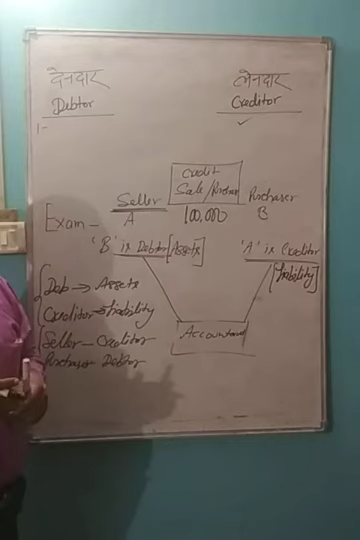 देनदार लेनदार
Debtor Creditor
1-
Credit
Sale/Purchase
Seller Purchaser
Exam - A 100,000 B
'B' is Debtor [Assets] 'A' is Creditor
[liability]
Deb → Assets
Creditor → liability
Accountant
Seller - Creditor
Purchaser Debtor